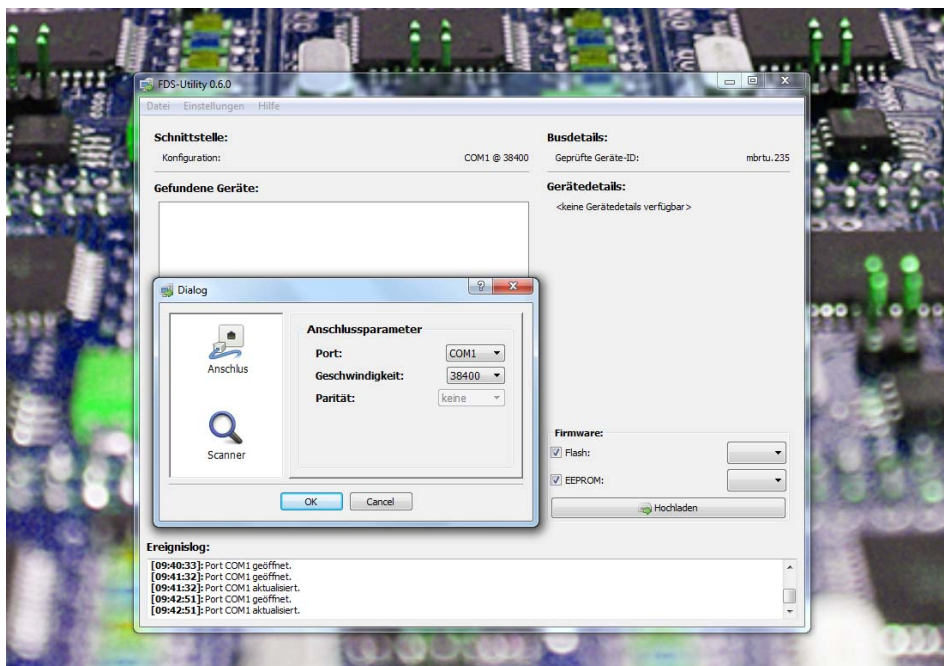 FDS-Utility 0.6.0
Datei Einstellungen Hilfe
Schnittstelle:
Konfiguration: COM1 @ 38400
Busdetails:
Geprüfte Geräte-ID: mbrtu.235
Gefundene Geräte:
Gerätedetails:
<keine Gerätedetails verfügbar>
Dialog
Anschlus
Scanner
Anschlussparameter
Port: COM1
Geschwindigkeit: 38400
Parität: keine
OK Cancel
Firmware:
Flash:
EEPROM:
Hochladen
Ereignislog:
[09:40:33]: Port COM1 geöffnet.
[09:41:32]: Port COM1 geöffnet.
[09:41:32]: Port COM1 aktualisiert.
[09:42:51]: Port COM1 geöffnet.
[09:42:51]: Port COM1 aktualisiert.